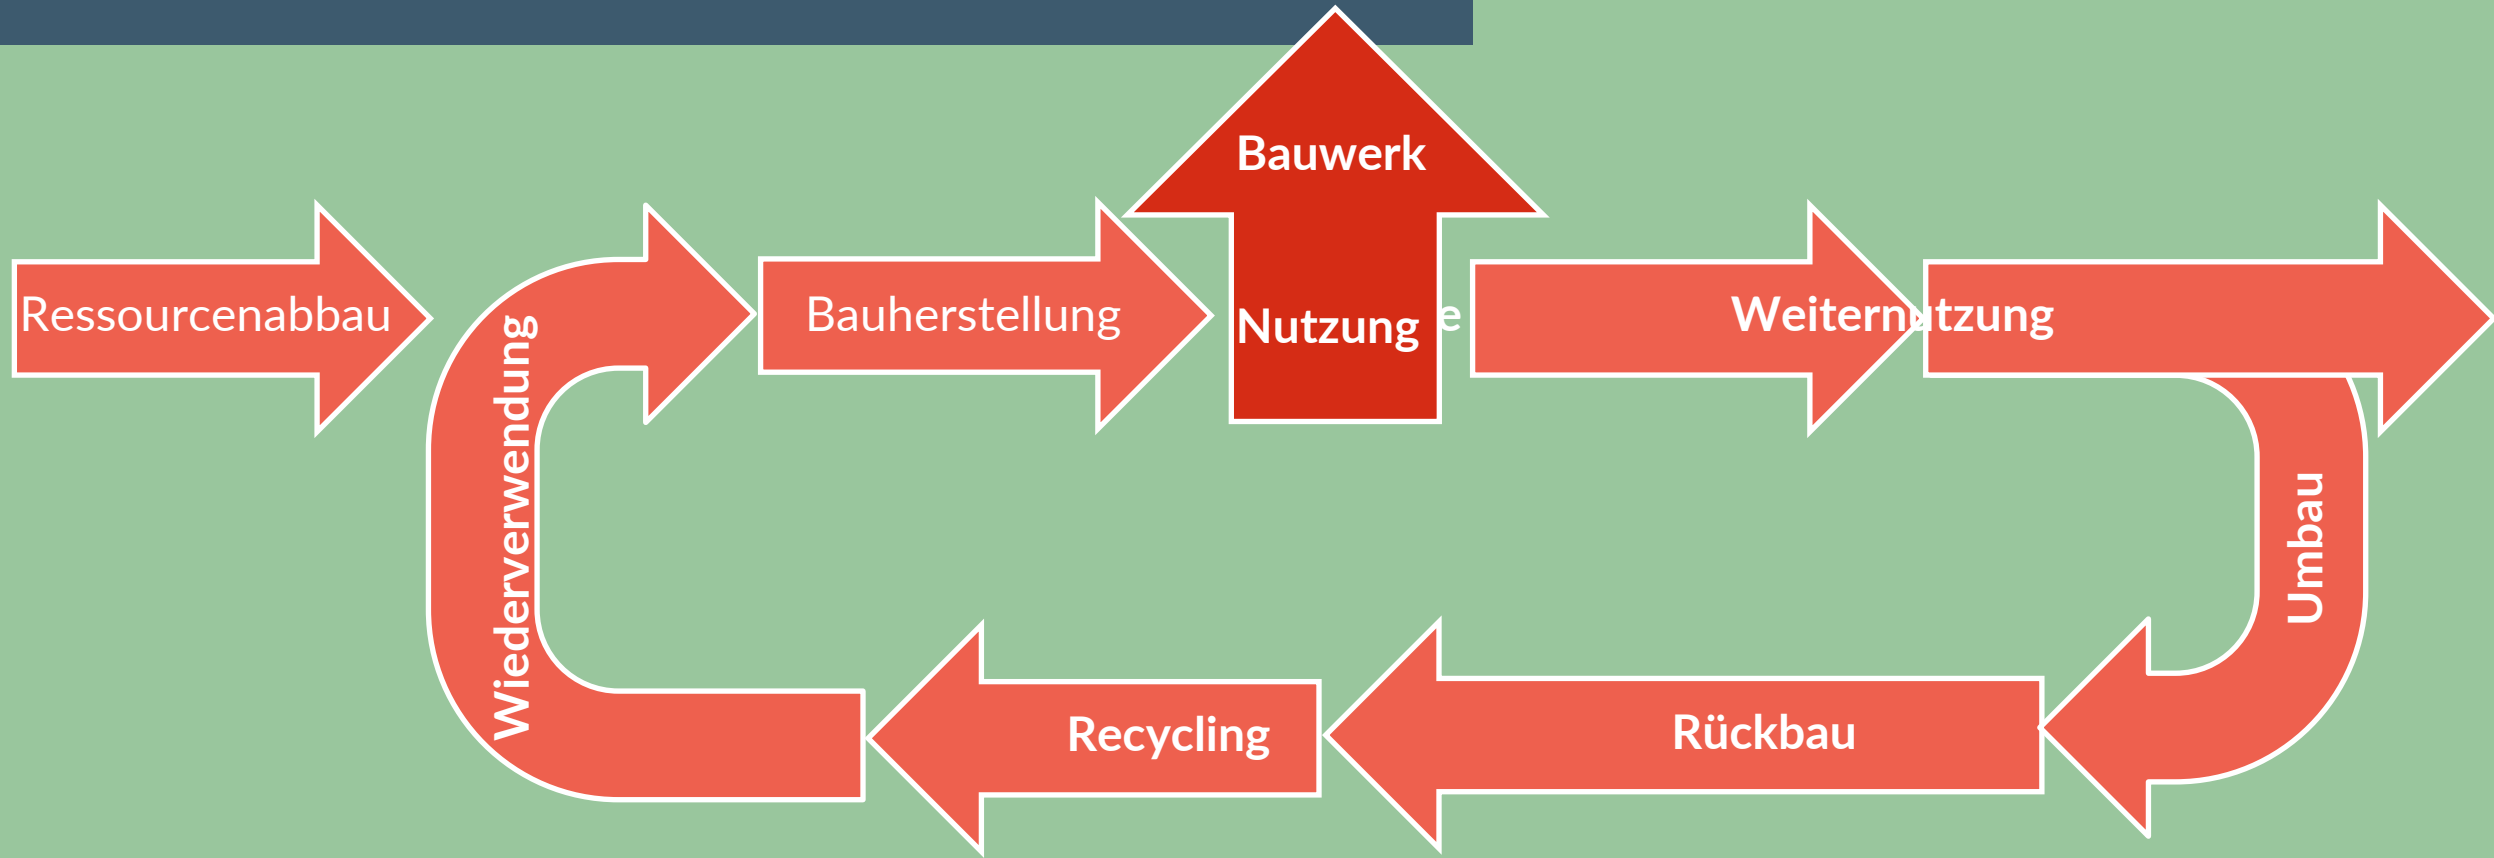 Bauwerk
Ressourcenabbau
Bauherstellung
Nutzung
Weiternutzung
Wiederverwendung
Umbau
Recycling
Rückbau